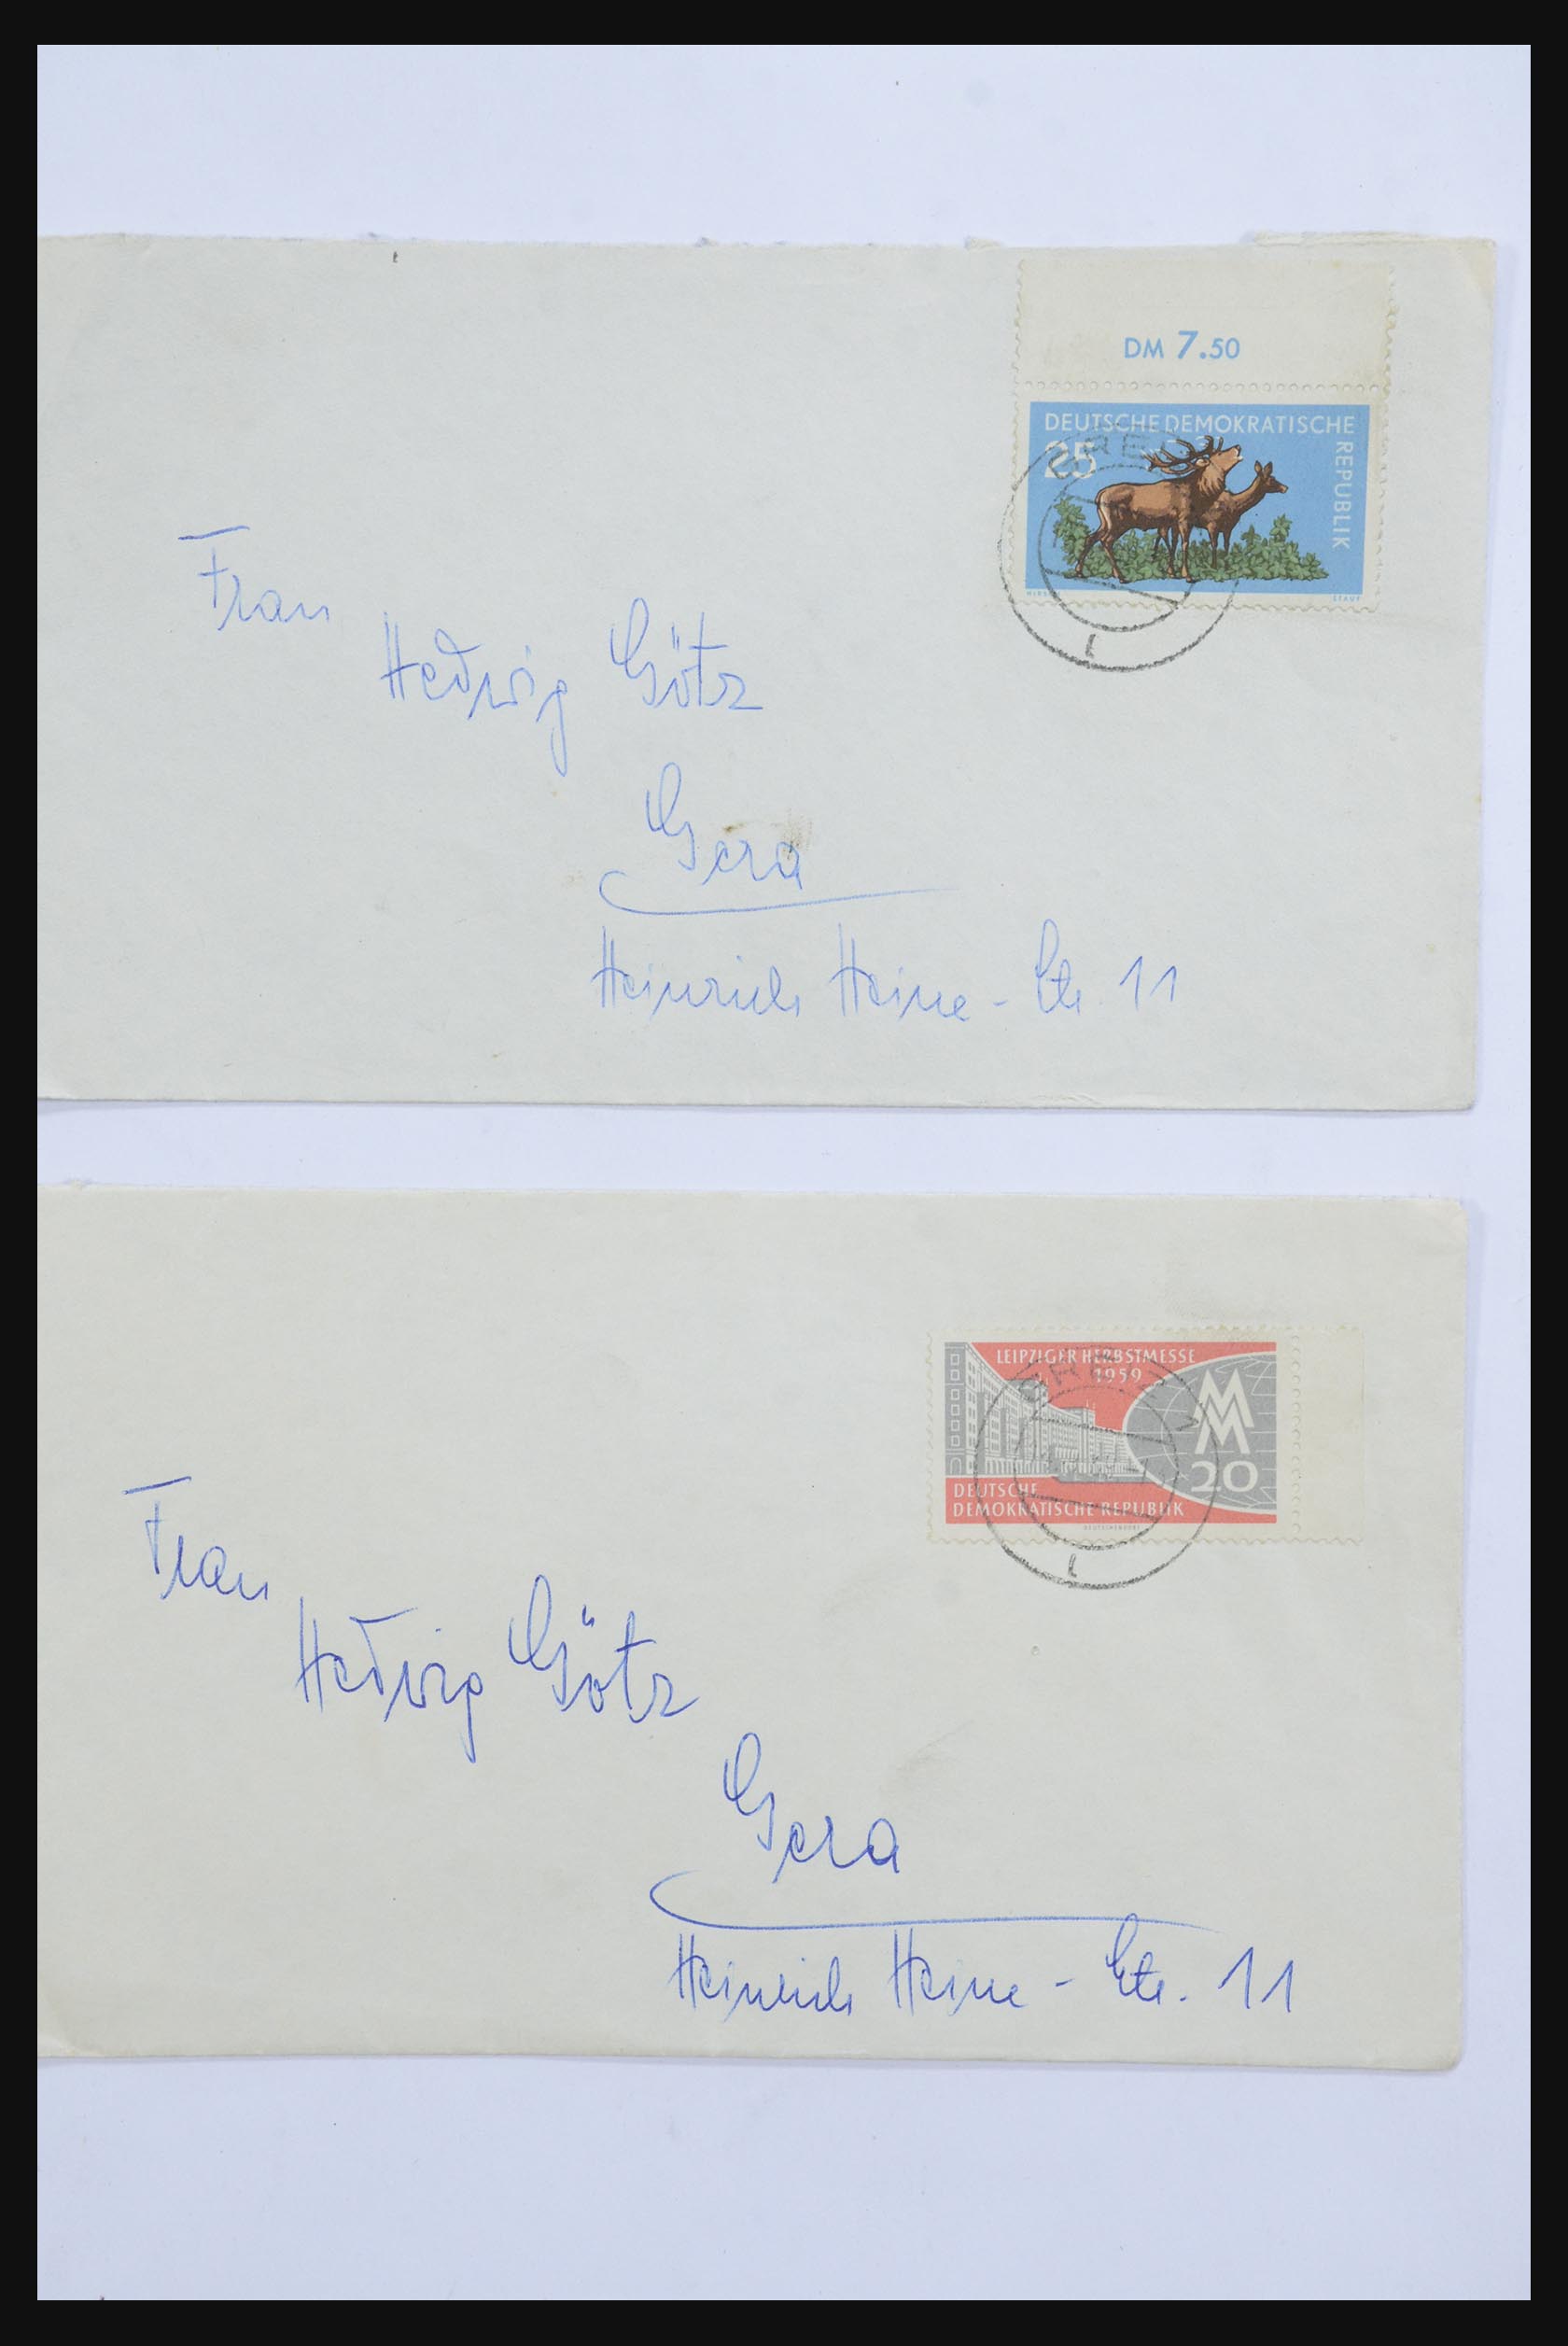 DM 7.50
DEUTSCHE DEMOKRATISCHE
REPUBLIK
25
STAUF
Frau
Hedwig Götz
Gera
Heinrich Heine - Str. 11
LEIPZIGER HERBSTMESSE
1959
MM
20
DEUTSCHE
DEMOKRATISCHE REPUBLIK
Frau
Hedwig Götz
Gera
Heinrich Heine - Str. 11